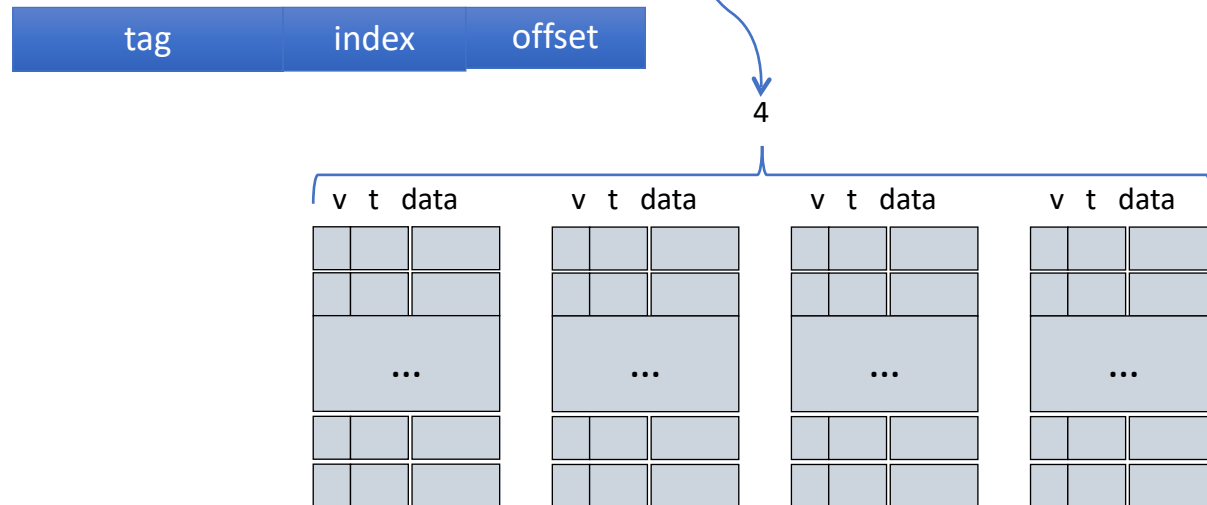 tag index offset
4
v t data v t data v t data v t data
... ... ... ...